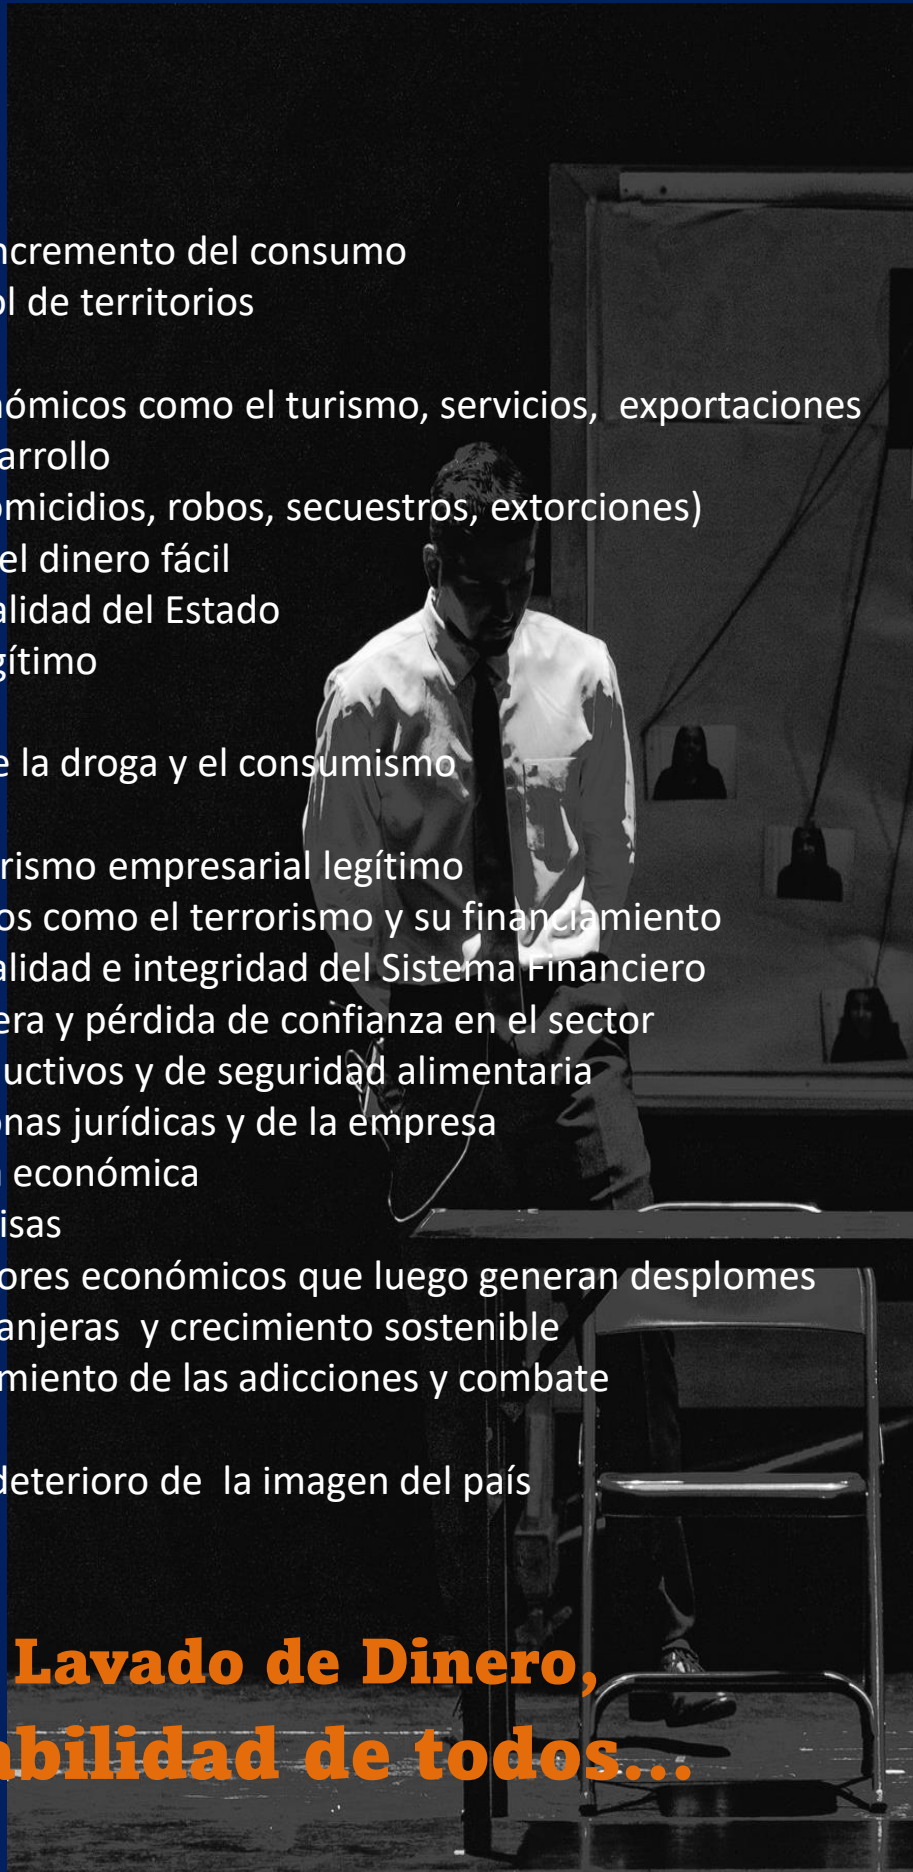 ncremento del consumo
ol de territorios
nómicos como el turismo, servicios,  exportaciones
arrollo
omicidios, robos, secuestros, extorciones)
el dinero fácil
alidad del Estado
gítimo
e la droga y el consumismo
rismo empresarial legítimo
os como el terrorismo y su financiamiento
alidad e integridad del Sistema Financiero
era y pérdida de confianza en el sector
uctivos y de seguridad alimentaria
onas jurídicas y de la empresa
económica
isas
ores económicos que luego generan desplomes
anjeras  y crecimiento sostenible
miento de las adicciones y combate
deterioro de  la imagen del país
Lavado de Dinero,
abilidad de todos...